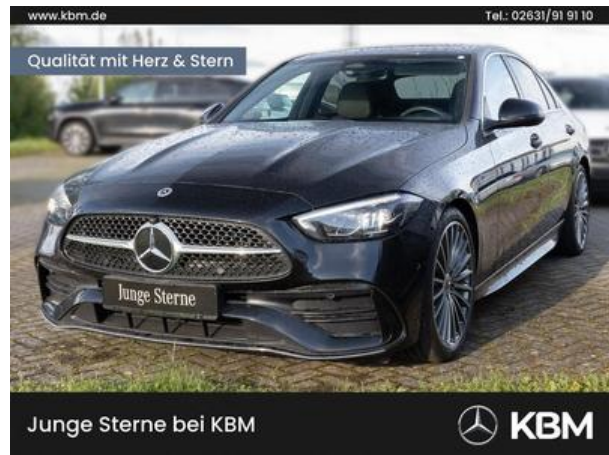 www.kbm.de
Tel.: 02631/91 91 10
Qualität mit Herz & Stern
Junge Sterne
Junge Sterne bei KBM
KBM